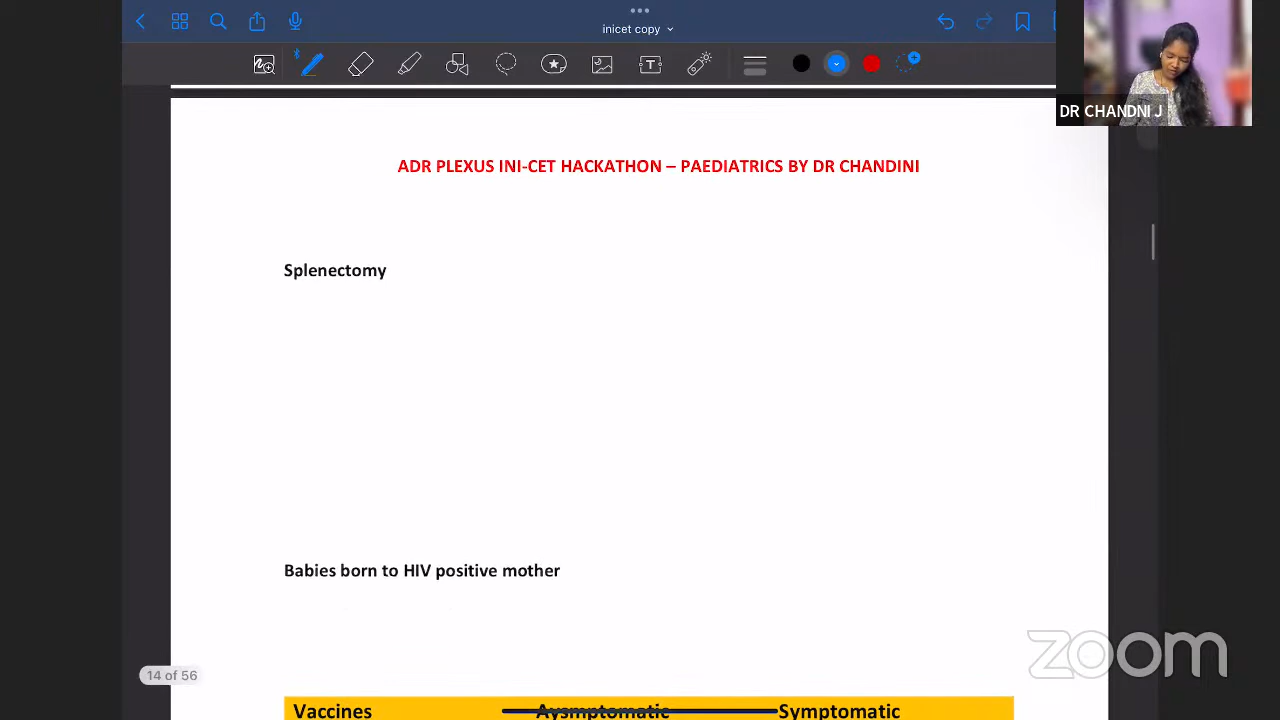 inicet copy
T
DR CHANDNI J
ADR PLEXUS INI-CET HACKATHON – PAEDIATRICS BY DR CHANDINI
Splenectomy
Babies born to HIV positive mother
14 of 56
zoom
Vaccines Aysmptomatic Symptomatic